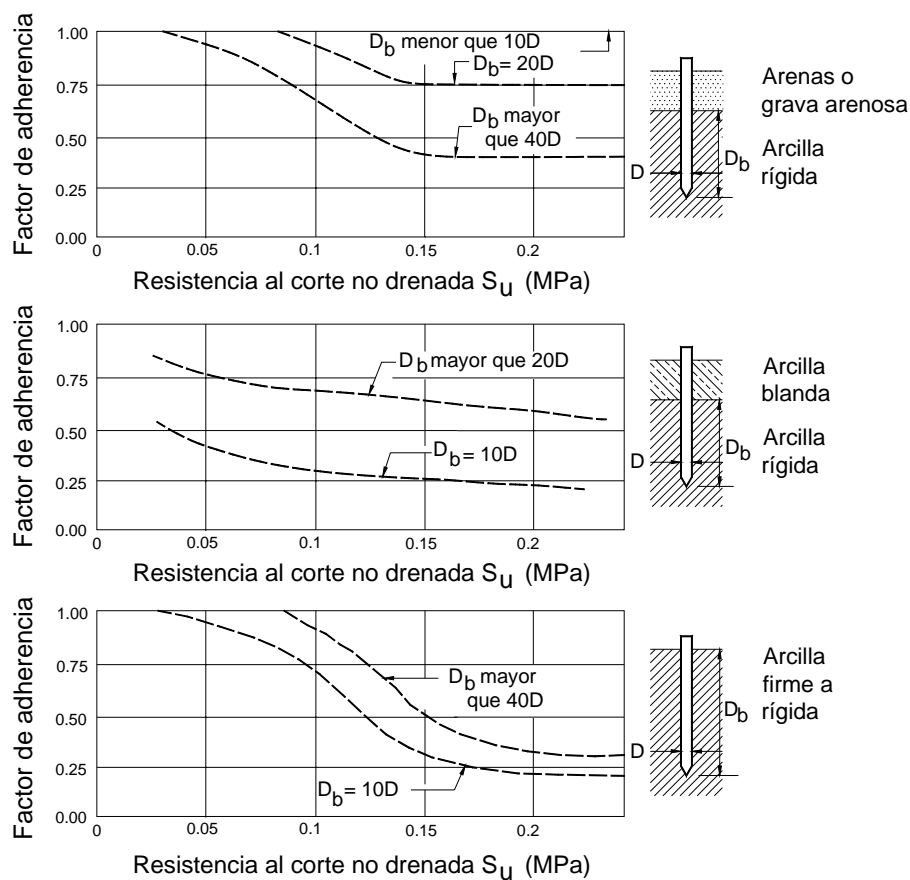 Factor de adherencia
1.00
0.75
0.50
0.25
0.00
0
0.05
0.1
0.15
0.2
D_b menor que 10D
D_b= 20D
D_b mayor
que 40D
Resistencia al corte no drenada S_u (MPa)
Arenas o
grava arenosa
D
D_b
Arcilla
rígida
Factor de adherencia
1.00
0.75
0.50
0.25
0.00
0
0.05
0.1
0.15
0.2
D_b mayor que 20D
D_b= 10D
Resistencia al corte no drenada S_u (MPa)
Arcilla
blanda
D
D_b
Arcilla
rígida
Factor de adherencia
1.00
0.75
0.50
0.25
0.00
0
0.05
0.1
0.15
0.2
D_b mayor
que 40D
D_b= 10D
Resistencia al corte no drenada S_u (MPa)
Arcilla
firme a
rígida
D
D_b